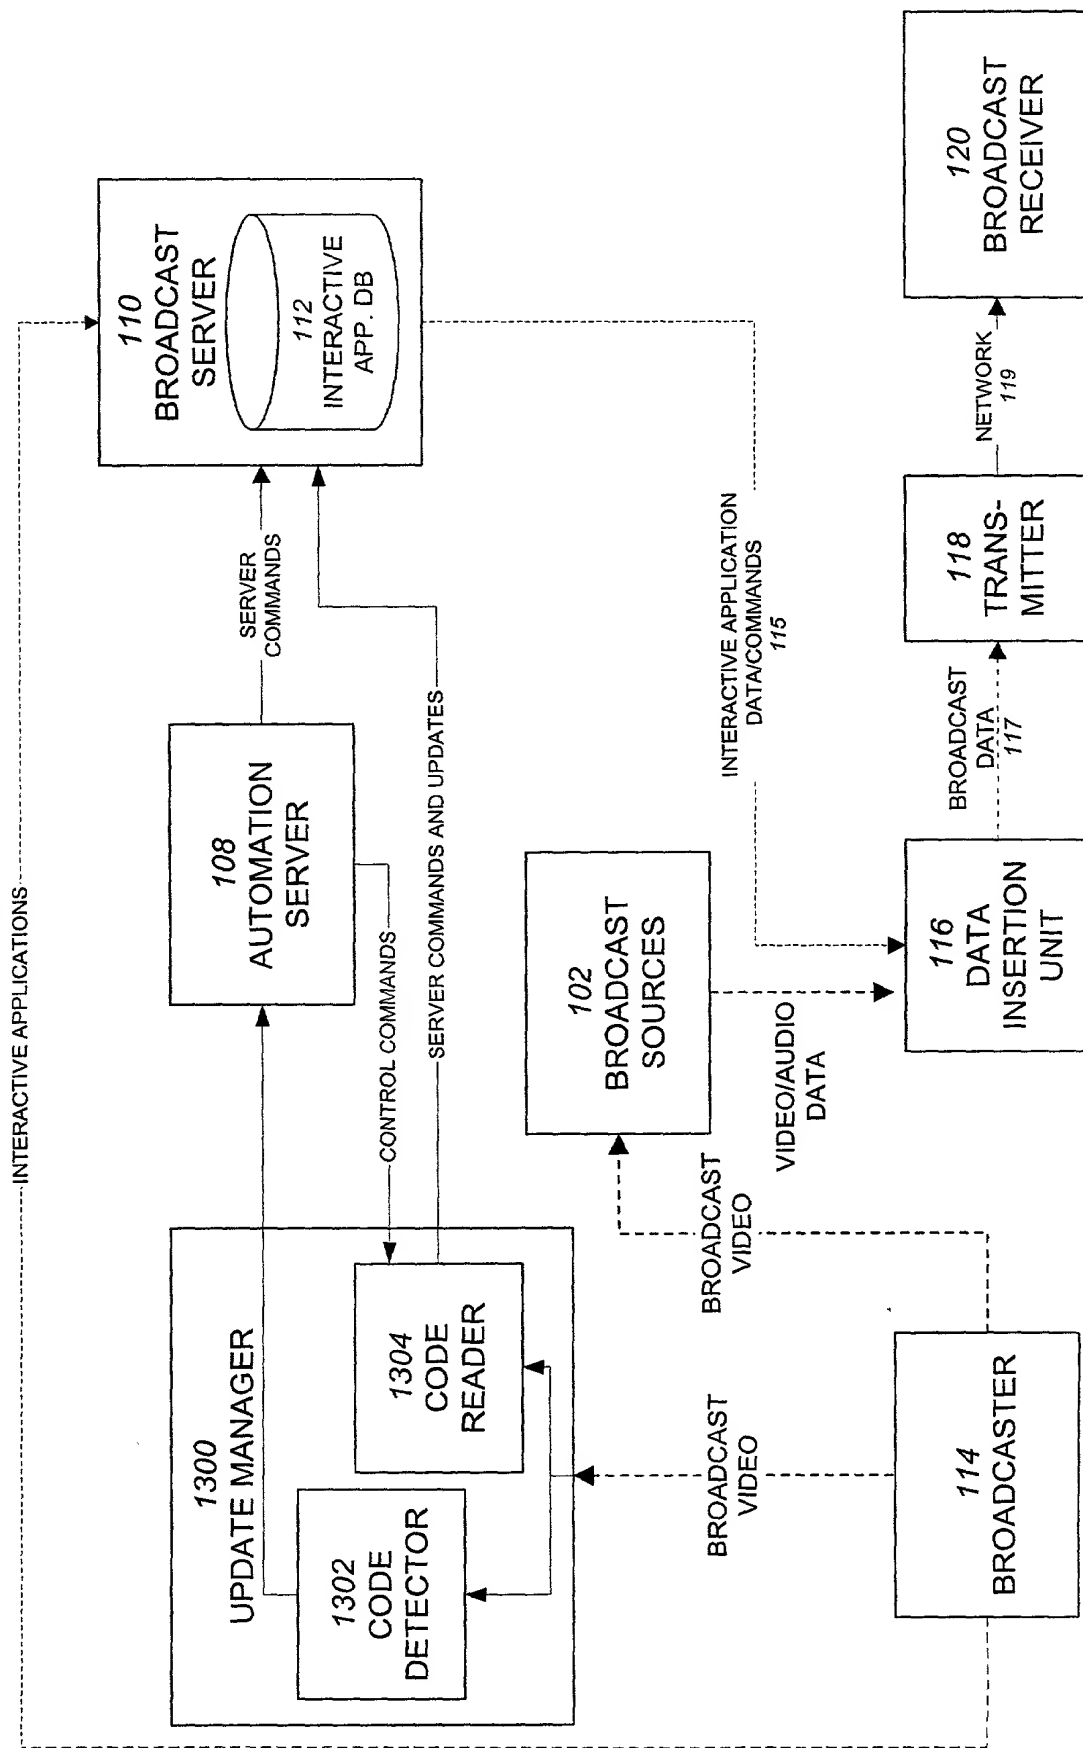 INTERACTIVE APPLICATIONS
1300
UPDATE MANAGER
1302
CODE
DETECTOR
1304
CODE
READER
CONTROL COMMANDS
SERVER COMMANDS AND UPDATES
108
AUTOMATION
SERVER
SERVER
COMMANDS
110
BROADCAST
SERVER
112
INTERACTIVE
APP. DB
BROADCAST
VIDEO
BROADCAST
VIDEO
102
BROADCAST
SOURCES
VIDEO/AUDIO
DATA
INTERACTIVE APPLICATION
DATA/COMMANDS
115
114
BROADCASTER
116
DATA
INSERTION
UNIT
BROADCAST
DATA
117
118
TRANS-
MITTER
NETWORK
119
120
BROADCAST
RECEIVER